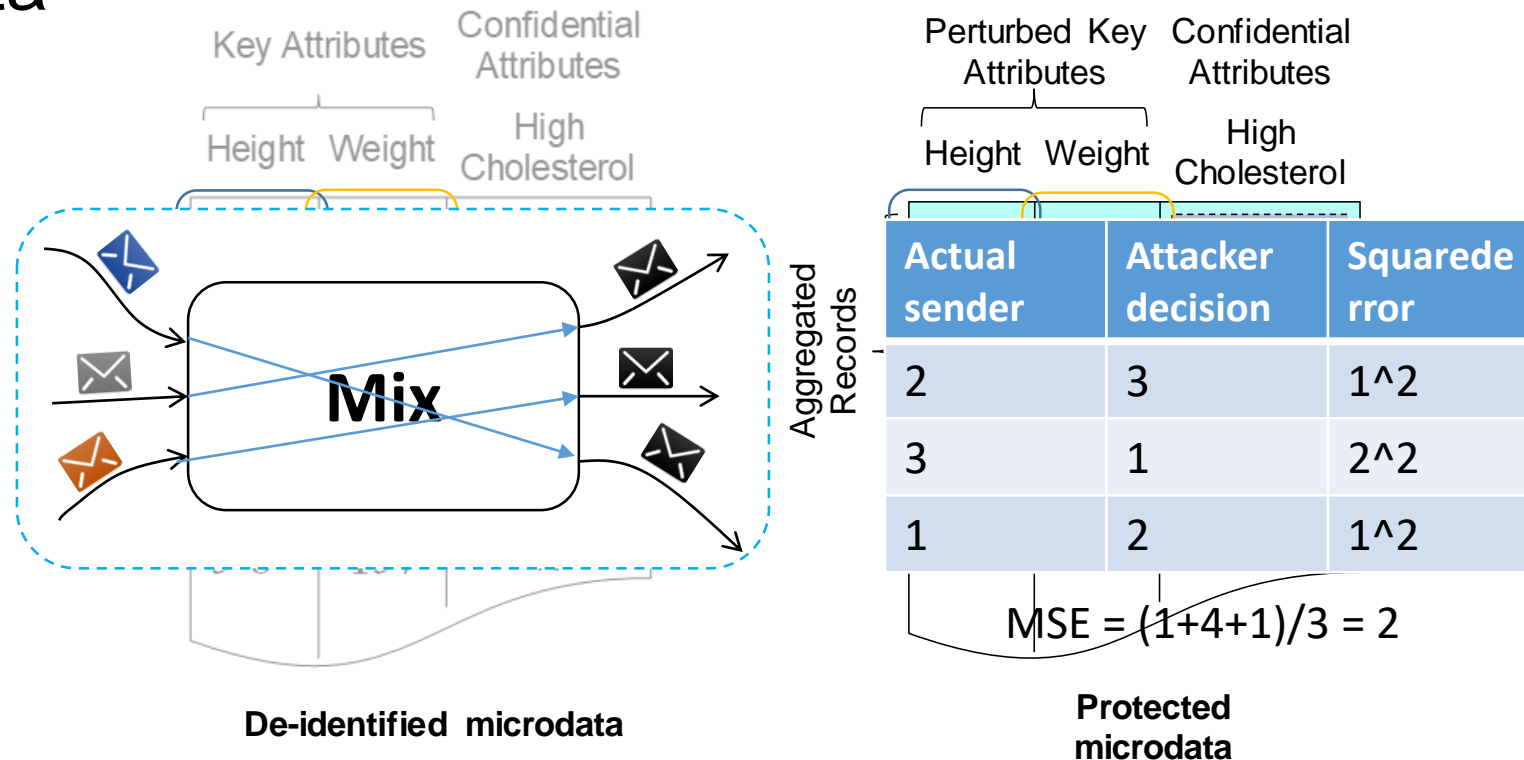 Key Attributes
Confidential
Attributes
Height
Weight
High
Cholesterol
Mix
De-identified microdata
Perturbed Key
Attributes
Confidential
Attributes
Height
Weight
High
Cholesterol
Aggregated
Records
Actual
sender
Attacker
decision
Squarede
rror
2 3 1^2
3 1 2^2
1 2 1^2
MSE = (1+4+1)/3 = 2
Protected
microdata